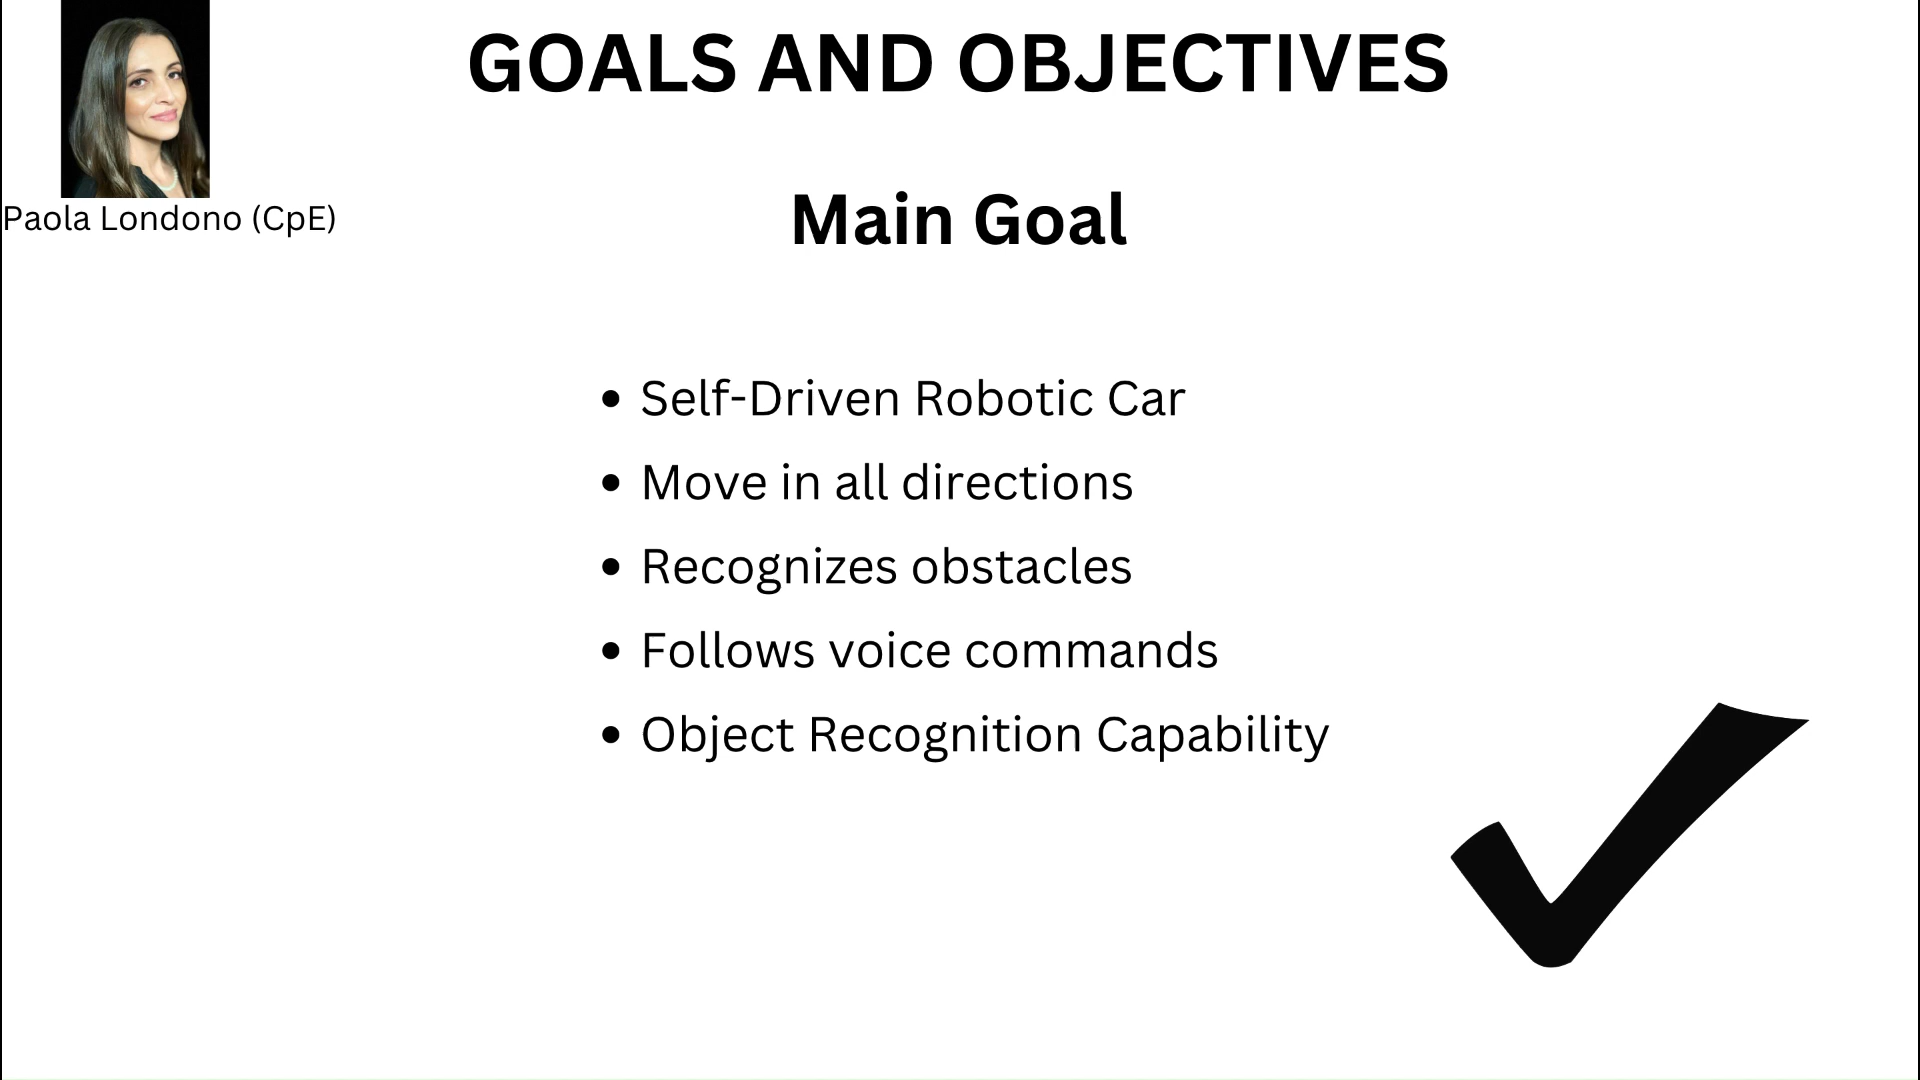 GOALS AND OBJECTIVES
Paola Londono (CpE)
Main Goal
• Self-Driven Robotic Car
• Move in all directions
• Recognizes obstacles
• Follows voice commands
• Object Recognition Capability